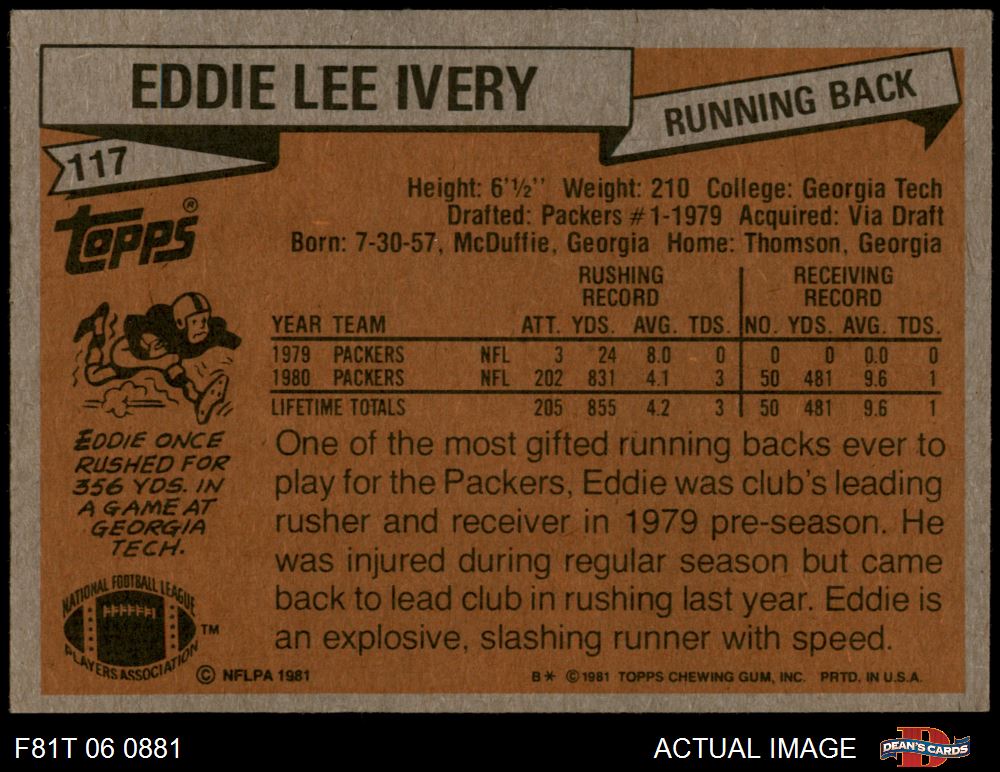 EDDIE LEE IVERY
RUNNING BACK
117
TOPPS®
Height: 6'½'' Weight: 210 College: Georgia Tech
Drafted: Packers #1-1979 Acquired: Via Draft
Born: 7-30-57, McDuffie, Georgia Home: Thomson, Georgia
RUSHING RECORD RECEIVING RECORD
YEAR TEAM ATT. YDS. AVG. TDS. NO. YDS. AVG. TDS.
1979 PACKERS NFL 3 24 8.0 0 0 0 0.0 0
1980 PACKERS NFL 202 831 4.1 3 50 481 9.6 1
LIFETIME TOTALS 205 855 4.2 3 50 481 9.6 1
EDDIE ONCE
RUSHED FOR
356 YDS. IN
A GAME AT
GEORGIA
TECH.
One of the most gifted running backs ever to
play for the Packers, Eddie was club's leading
rusher and receiver in 1979 pre-season. He
was injured during regular season but came
back to lead club in rushing last year. Eddie is
an explosive, slashing runner with speed.
NATIONAL FOOTBALL LEAGUE
PLAYERS ASSOCIATION
™
© NFLPA 1981
B* © 1981 TOPPS CHEWING GUM, INC. PRTD. IN U.S.A.
F81T 06 0881
ACTUAL IMAGE
D
DEAN'S CARDS